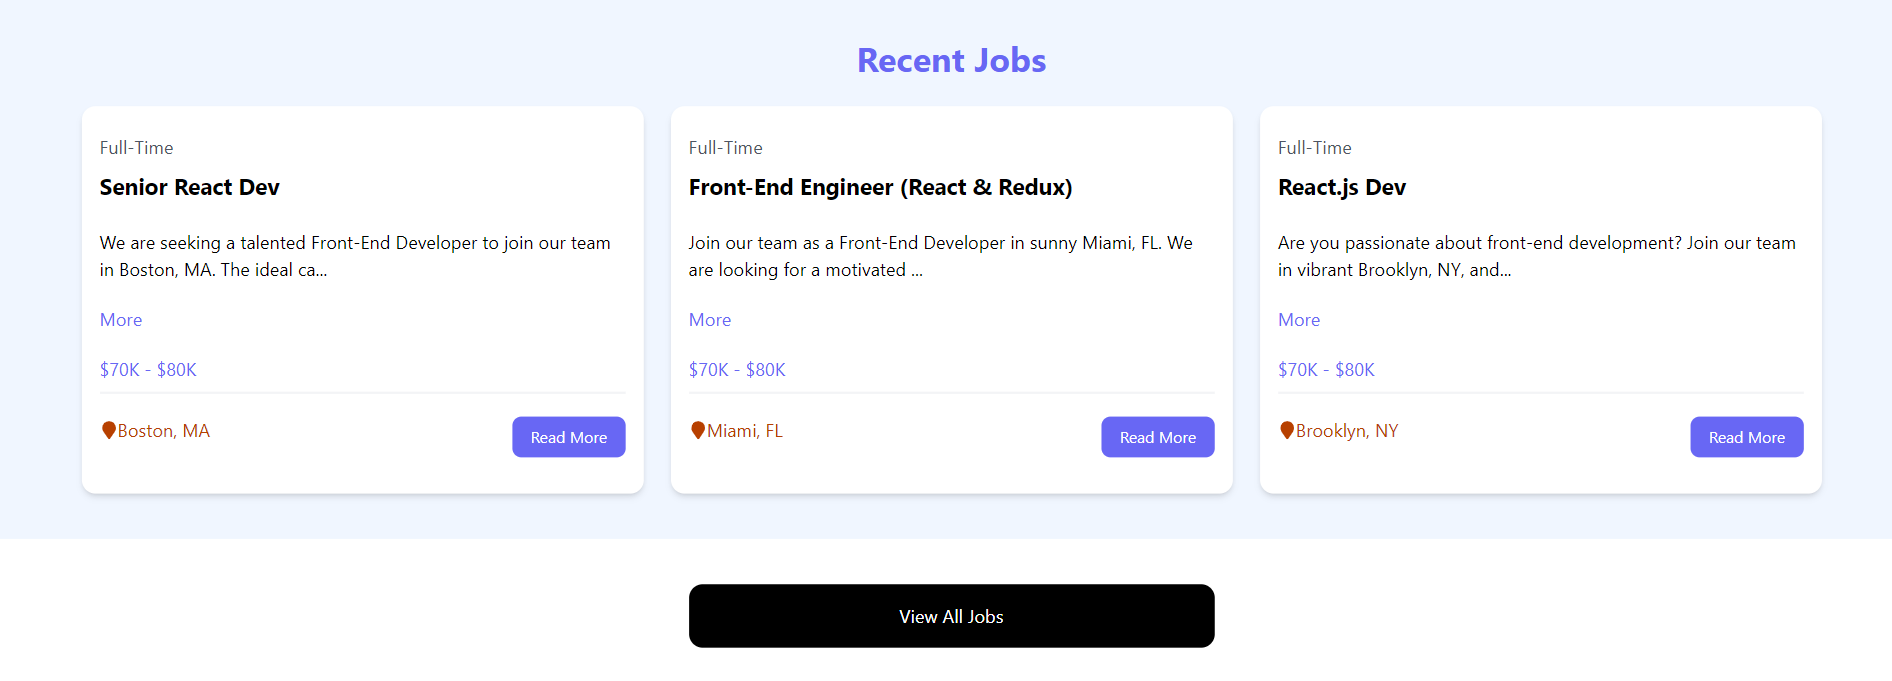 Recent Jobs
Full-Time
Senior React Dev
We are seeking a talented Front-End Developer to join our team
in Boston, MA. The ideal ca...
More
$70K - $80K
Boston, MA
Read More
Full-Time
Front-End Engineer (React & Redux)
Join our team as a Front-End Developer in sunny Miami, FL. We
are looking for a motivated ...
More
$70K - $80K
Miami, FL
Read More
Full-Time
React.js Dev
Are you passionate about front-end development? Join our team
in vibrant Brooklyn, NY, and...
More
$70K - $80K
Brooklyn, NY
Read More
View All Jobs